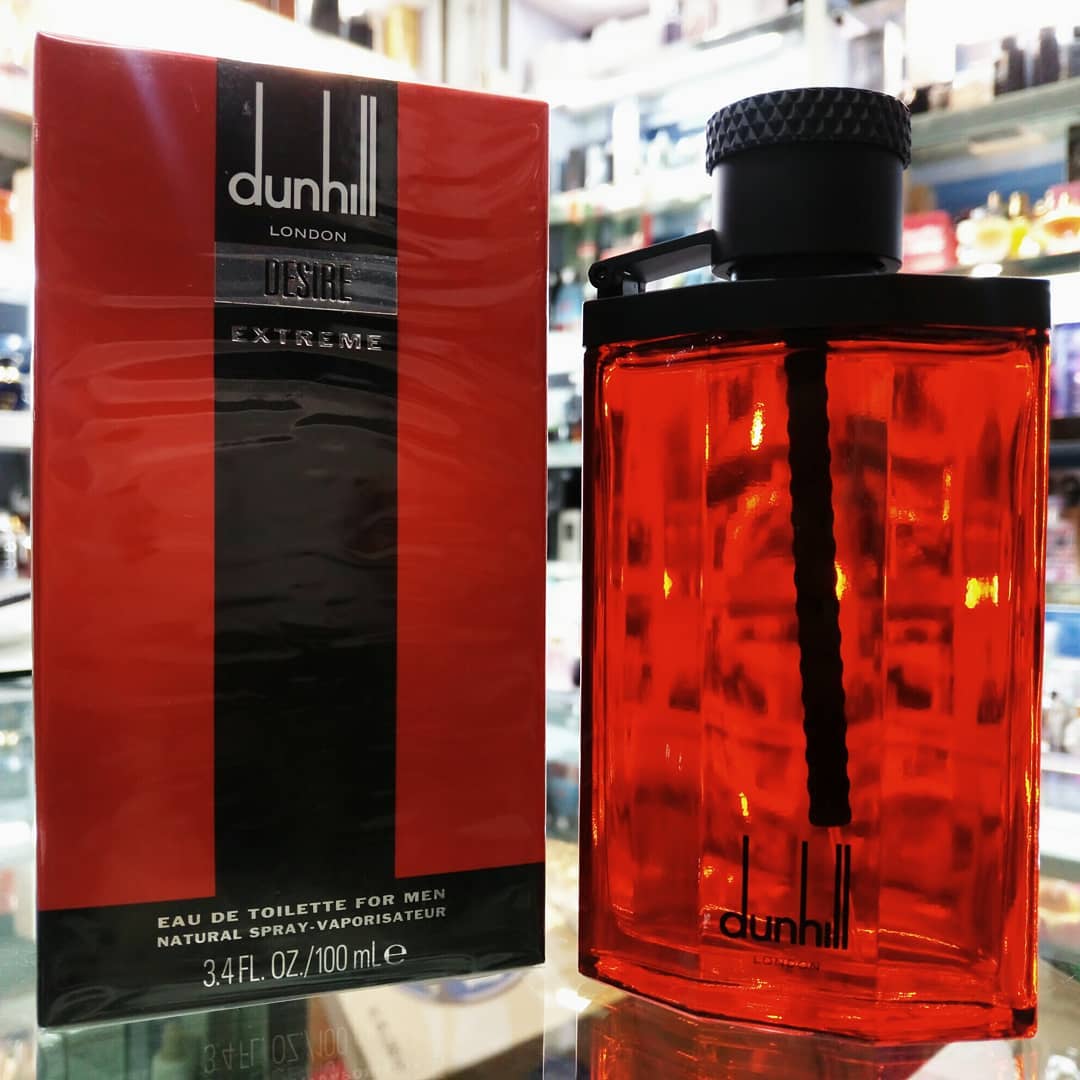 dunhill
LONDON
DESIRE
EXTREME
EAU DE TOILETTE FOR MEN
NATURAL SPRAY-VAPORISATEUR
3.4 FL. OZ./100 mL ℮
dunhill
LONDON